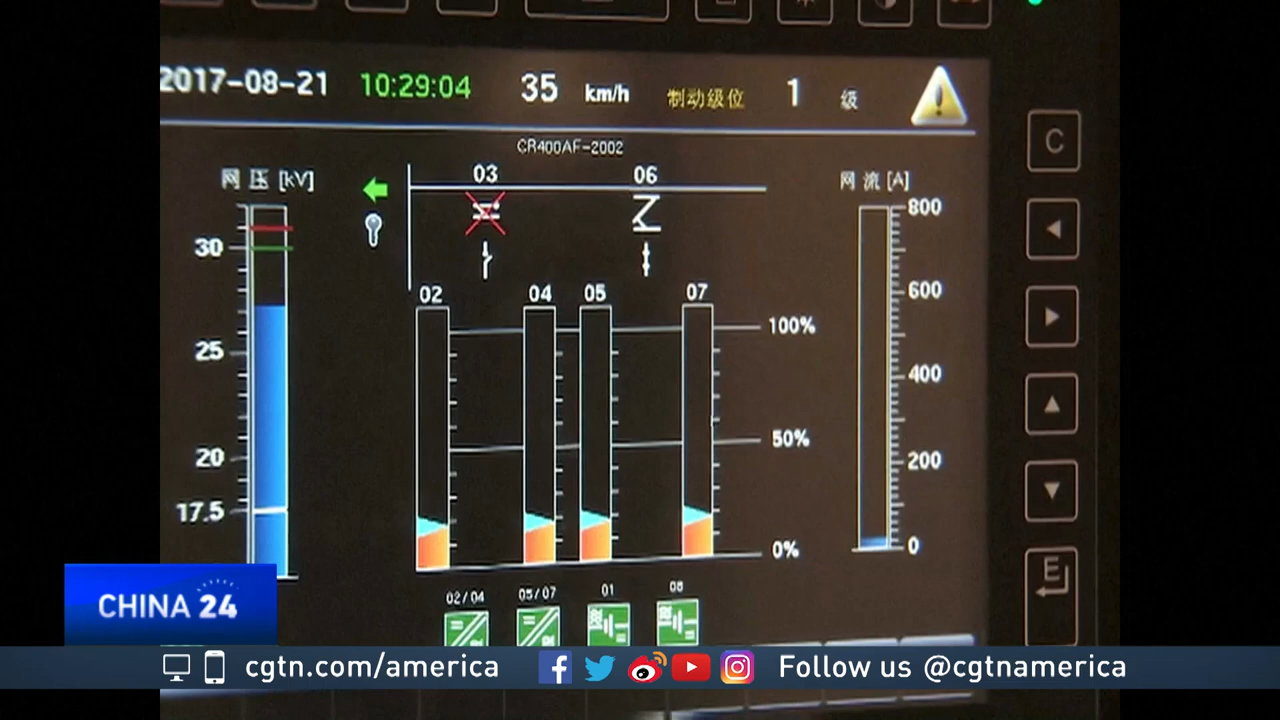 2017-08-21 10:29:04 35 km/h 制动级位 1 级
CR400AF-2002
网 压 [kV]
03 06
网 流 [A]
30
25
20
17.5
02 04 05 07
100%
50%
0%
800
600
400
200
0
02/04 05/07 01 08
C
E
CHINA 24
cgtn.com/america
Follow us @cgtnamerica